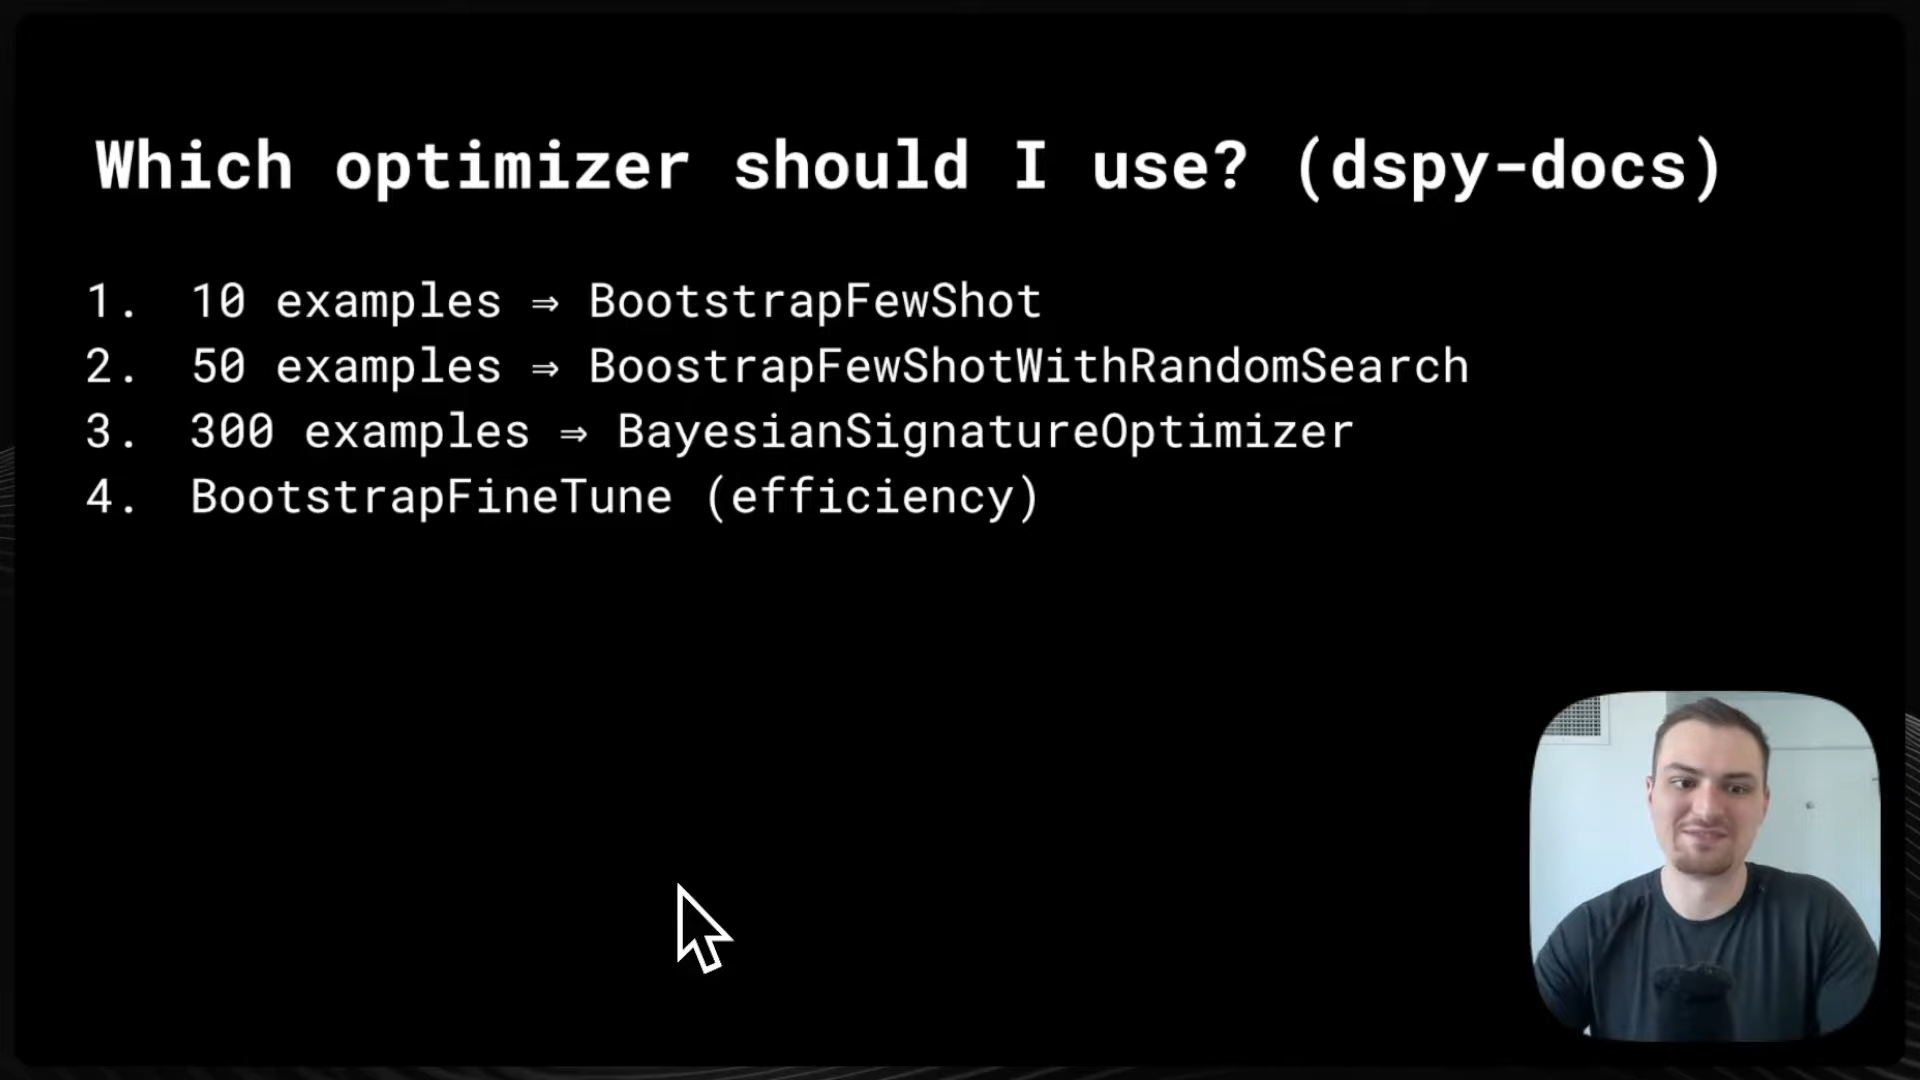 Which optimizer should I use? (dspy-docs)
1. 10 examples ⇒ BootstrapFewShot
2. 50 examples ⇒ BoostrapFewShotWithRandomSearch
3. 300 examples ⇒ BayesianSignatureOptimizer
4. BootstrapFineTune (efficiency)